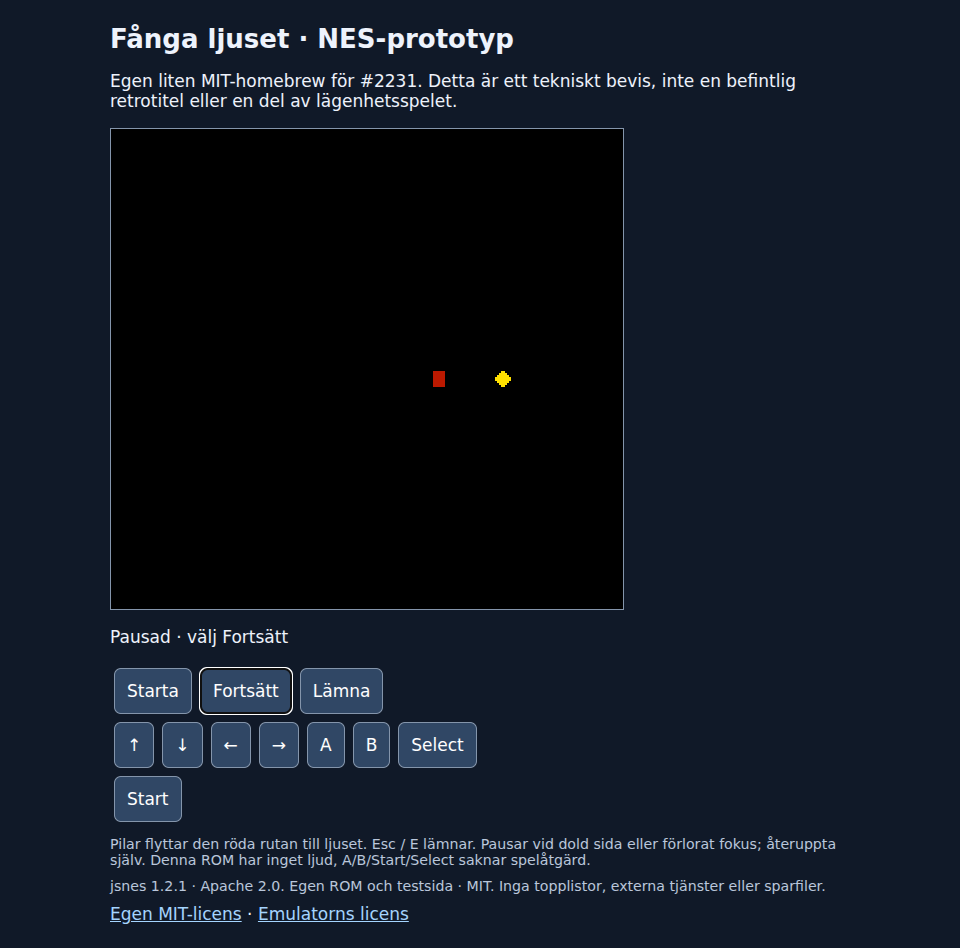 Fånga ljuset · NES-prototyp
Egen liten MIT-homebrew för #2231. Detta är ett tekniskt bevis, inte en befintlig
retrotitel eller en del av lägenhetsspelet.
Pausad · välj Fortsätt
Starta Fortsätt Lämna
↑ ↓ ← → A B Select
Start
Pilar flyttar den röda rutan till ljuset. Esc / E lämnar. Pausar vid dold sida eller förlorat fokus; återuppta
själv. Denna ROM har inget ljud, A/B/Start/Select saknar spelåtgärd.
jsnes 1.2.1 · Apache 2.0. Egen ROM och testsida · MIT. Inga topplistor, externa tjänster eller sparfiler.
Egen MIT-licens · Emulatorns licens